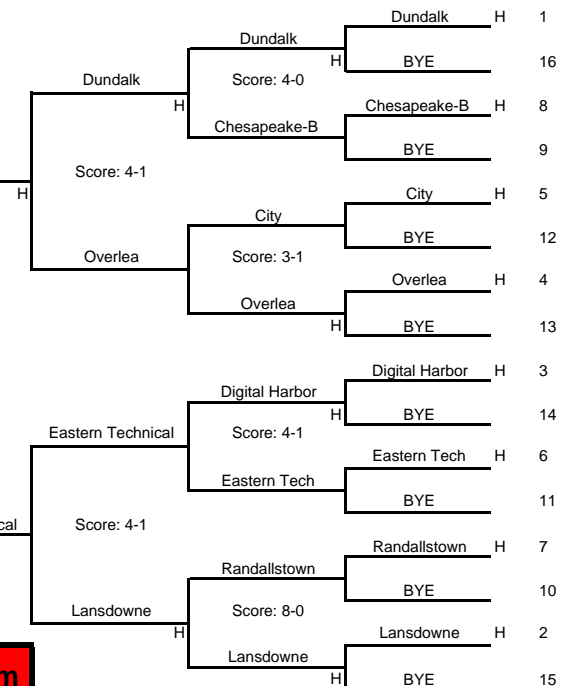 Dundalk H 1
Dundalk
H BYE 16
Dundalk Score: 4-0
H Chesapeake-B H 8
Chesapeake-B
BYE 9
Score: 4-1
H City H 5
City
BYE 12
Overlea Score: 3-1
Overlea H 4
Overlea
H BYE 13
Digital Harbor H 3
Digital Harbor
H BYE 14
Eastern Technical Score: 4-1
Eastern Tech H 6
Eastern Tech
BYE 11
cal Score: 4-1
Randallstown H 7
Randallstown
BYE 10
Lansdowne Score: 8-0
H Lansdowne H 2
Lansdowne
m H BYE 15